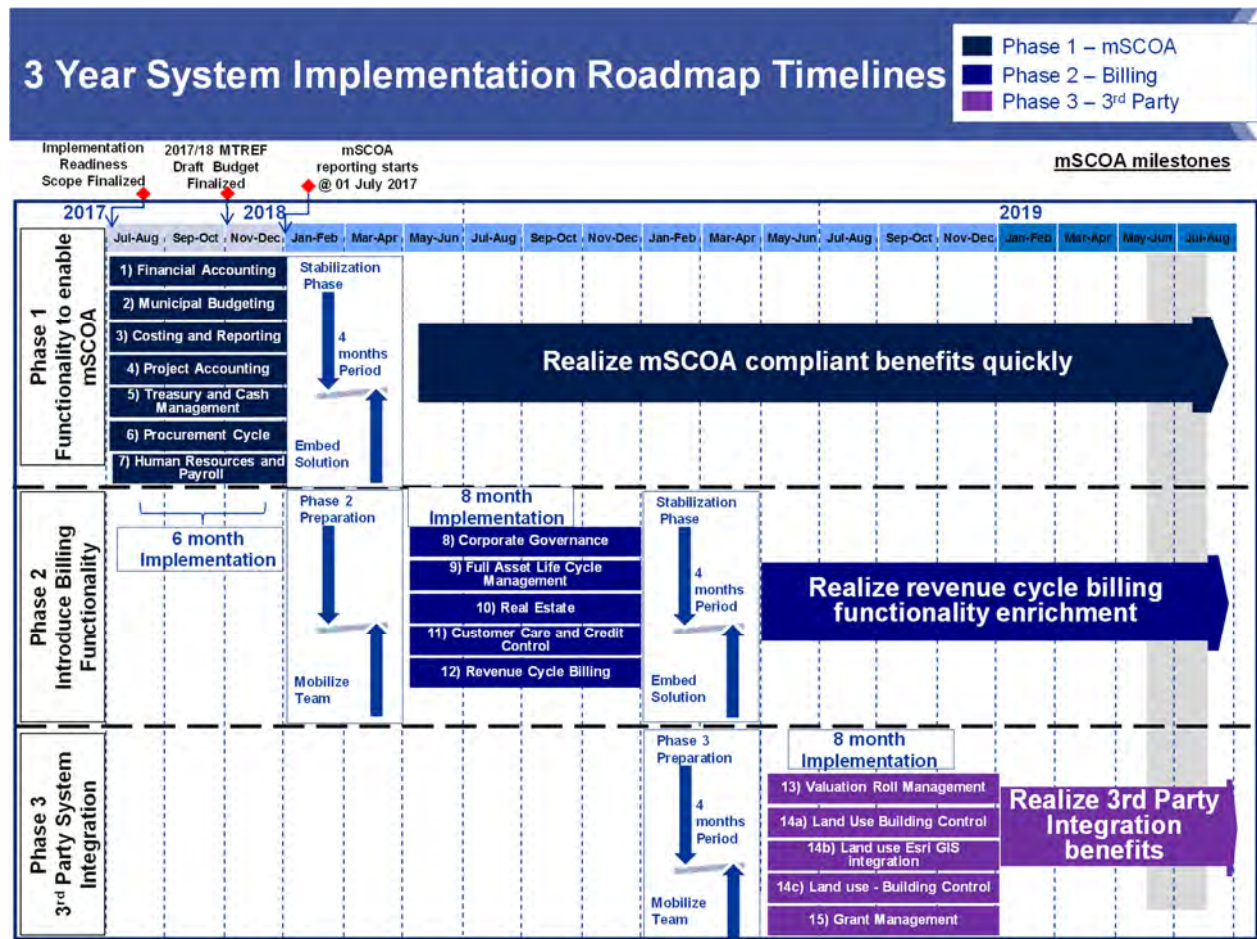 3 Year System Implementation Roadmap Timelines
Phase 1 – mSCOA
Phase 2 – Billing
Phase 3 – 3rd Party
Implementation
Readiness
Scope Finalized
2017/18 MTREF
Draft Budget
Finalized
mSCOA
reporting starts
@ 01 July 2017
mSCOA milestones
2017
2018
2019
Jul-Aug
Sep-Oct
Nov-Dec
Jan-Feb
Mar-Apr
May-Jun
Jul-Aug
Sep-Oct
Nov-Dec
Jan-Feb
Mar-Apr
May-Jun
Jul-Aug
Sep-Oct
Nov-Dec
Jan-Feb
Mar-Apr
May-Jun
Jul-Aug
Phase 1
Functionality to enable
mSCOA
1) Financial Accounting
2) Municipal Budgeting
3) Costing and Reporting
4) Project Accounting
5) Treasury and Cash
Management
6) Procurement Cycle
7) Human Resources and
Payroll
Stabilization
Phase
4
months
Period
Embed
Solution
Realize mSCOA compliant benefits quickly
Phase 2
Introduce Billing
Functionality
6 month
Implementation
Phase 2
Preparation
Mobilize
Team
8 month
Implementation
8) Corporate Governance
9) Full Asset Life Cycle
Management
10) Real Estate
11) Customer Care and Credit
Control
12) Revenue Cycle Billing
Stabilization
Phase
4
months
Period
Embed
Solution
Realize revenue cycle billing
functionality enrichment
Phase 3
3rd Party System
Integration
Phase 3
Preparation
4
months
Period
Mobilize
Team
8 month
Implementation
13) Valuation Roll Management
14a) Land Use Building Control
14b) Land use Esri GIS
integration
14c) Land use - Building Control
15) Grant Management
Realize 3rd Party
Integration
benefits